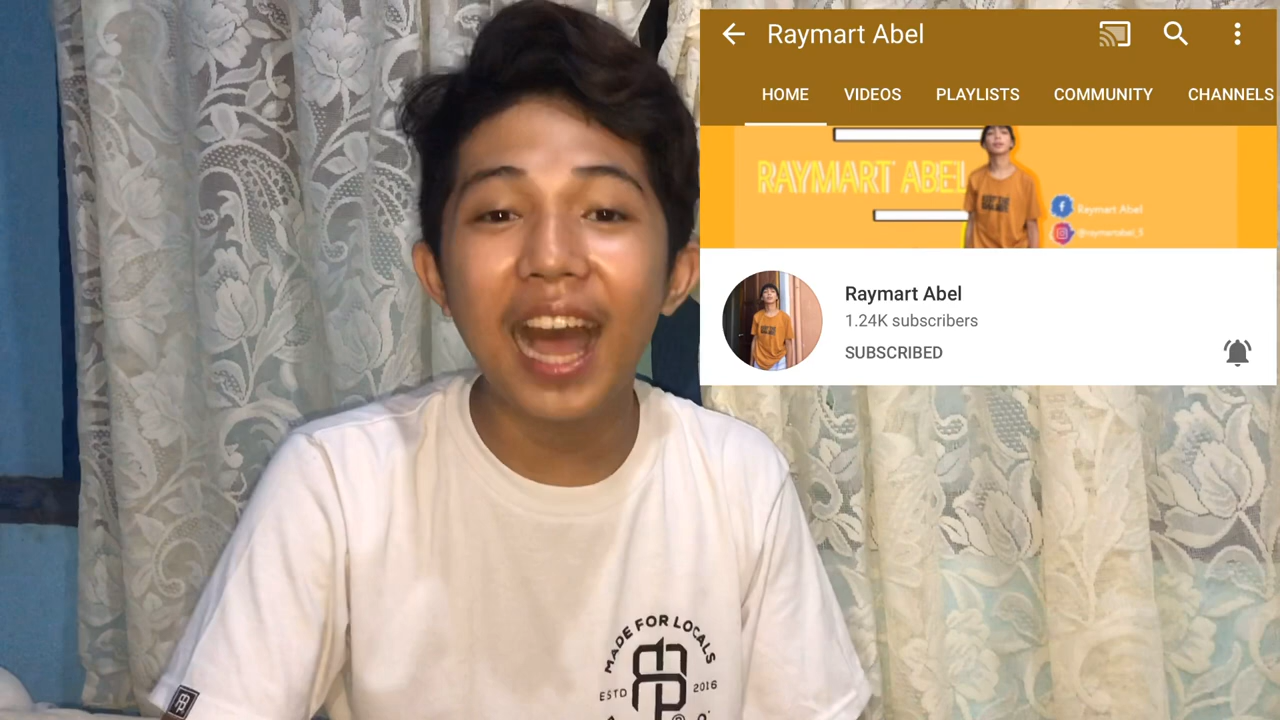 Raymart Abel
HOME VIDEOS PLAYLISTS COMMUNITY CHANNELS
RAYMART ABEL
Raymart Abel
@raymartabel_5
Raymart Abel
1.24K subscribers
SUBSCRIBED
MADE FOR LOCALS
ESTD 2016